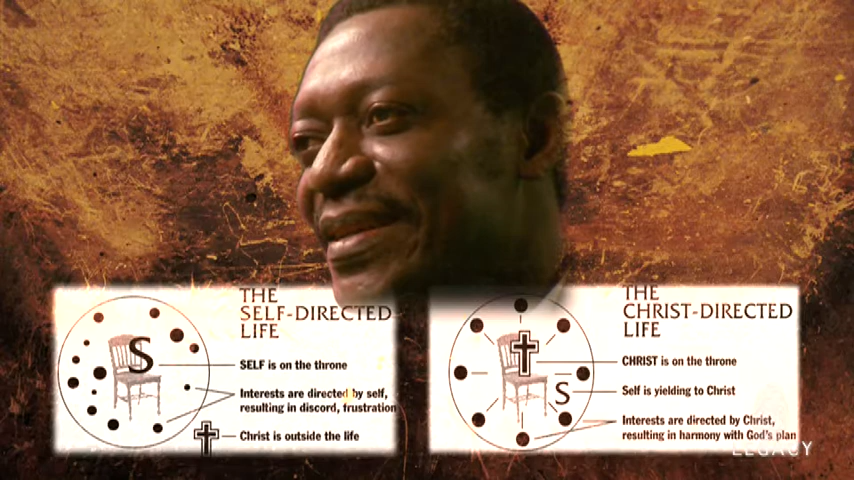 THE
SELF-DIRECTED
LIFE
S
SELF is on the throne
Interests are directed by self,
resulting in discord, frustration
Christ is outside the life
THE
CHRIST-DIRECTED
LIFE
CHRIST is on the throne
S
Self is yielding to Christ
Interests are directed by Christ,
resulting in harmony with God's plan
LEGACY